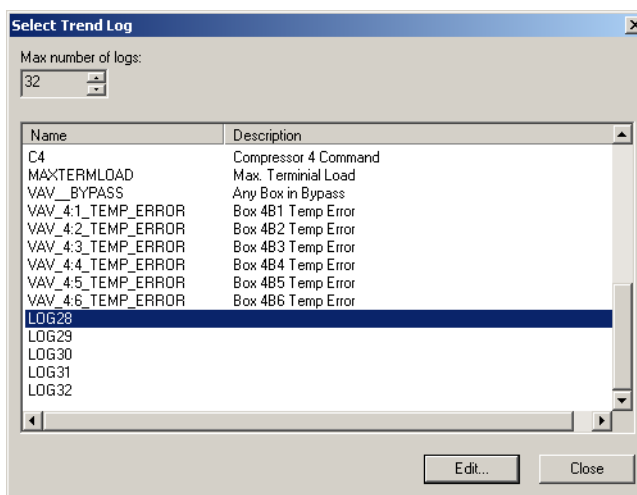 Select Trend Log
Max number of logs:
32
Name Description
C4 Compressor 4 Command
MAXTERMLOAD Max. Terminial Load
VAV__BYPASS Any Box in Bypass
VAV_4:1_TEMP_ERROR Box 4B1 Temp Error
VAV_4:2_TEMP_ERROR Box 4B2 Temp Error
VAV_4:3_TEMP_ERROR Box 4B3 Temp Error
VAV_4:4_TEMP_ERROR Box 4B4 Temp Error
VAV_4:5_TEMP_ERROR Box 4B5 Temp Error
VAV_4:6_TEMP_ERROR Box 4B6 Temp Error
LOG28
LOG29
LOG30
LOG31
LOG32
Edit... Close